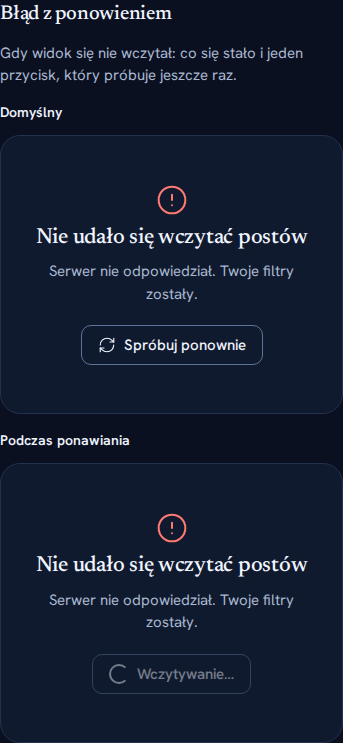 Błąd z ponowieniem
Gdy widok się nie wczytał: co się stało i jeden
przycisk, który próbuje jeszcze raz.
Domyślny
Nie udało się wczytać postów
Serwer nie odpowiedział. Twoje filtry
zostały.
Spróbuj ponownie
Podczas ponawiania
Nie udało się wczytać postów
Serwer nie odpowiedział. Twoje filtry
zostały.
Wczytywanie...